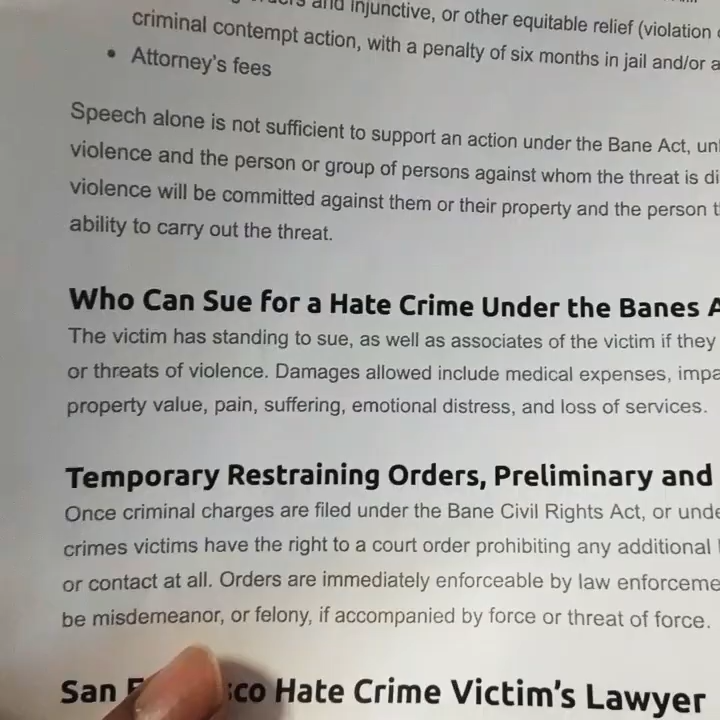 and injunctive, or other equitable relief (violation
criminal contempt action, with a penalty of six months in jail and/or
• Attorney's fees
Speech alone is not sufficient to support an action under the Bane Act,
violence and the person or group of persons against whom the threat is
violence will be committed against them or their property and the person
ability to carry out the threat.
Who Can Sue for a Hate Crime Under the Banes
The victim has standing to sue, as well as associates of the victim if they
or threats of violence. Damages allowed include medical expenses,
property value, pain, suffering, emotional distress, and loss of services.
Temporary Restraining Orders, Preliminary and
Once criminal charges are filed under the Bane Civil Rights Act, or
crimes victims have the right to a court order prohibiting any additional
or contact at all. Orders are immediately enforceable by law
be misdemeanor, or felony, if accompanied by force or threat of force.
San Hate Crime Victim's Lawyer